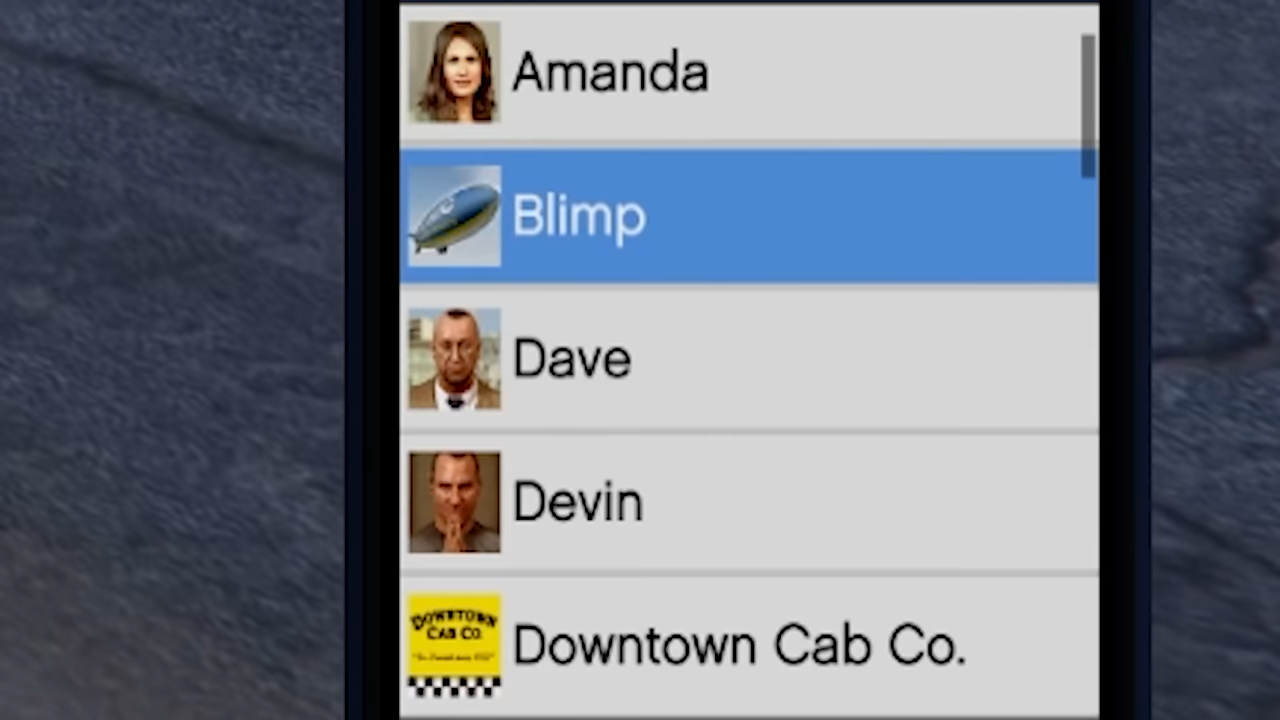 Amanda
Blimp
Dave
Devin
DOWNTOWN
CAB CO.
Downtown Cab Co.